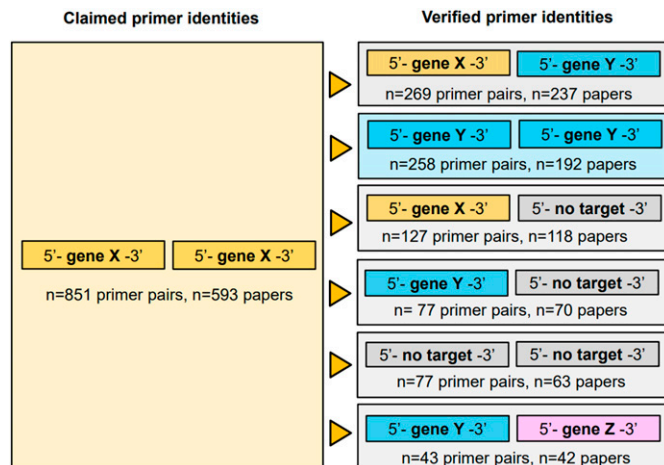 Claimed primer identities
Verified primer identities
5'- gene X -3' 5'- gene X -3'
n=851 primer pairs, n=593 papers
5'- gene X -3' 5'- gene Y -3'
n=269 primer pairs, n=237 papers
5'- gene Y -3' 5'- gene Y -3'
n=258 primer pairs, n=192 papers
5'- gene X -3' 5'- no target -3'
n=127 primer pairs, n=118 papers
5'- gene Y -3' 5'- no target -3'
n= 77 primer pairs, n=70 papers
5'- no target -3' 5'- no target -3'
n=77 primer pairs, n=63 papers
5'- gene Y -3' 5'- gene Z -3'
n=43 primer pairs, n=42 papers